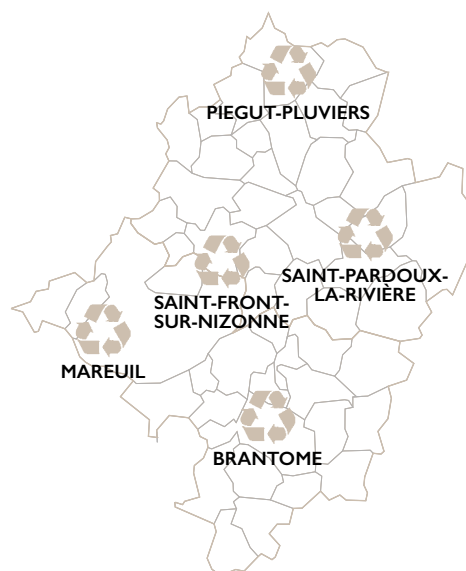 PIEGUT-PLUVIERS
SAINT-PARDOUX-
LA-RIVIÈRE
SAINT-FRONT-
SUR-NIZONNE
MAREUIL
BRANTOME